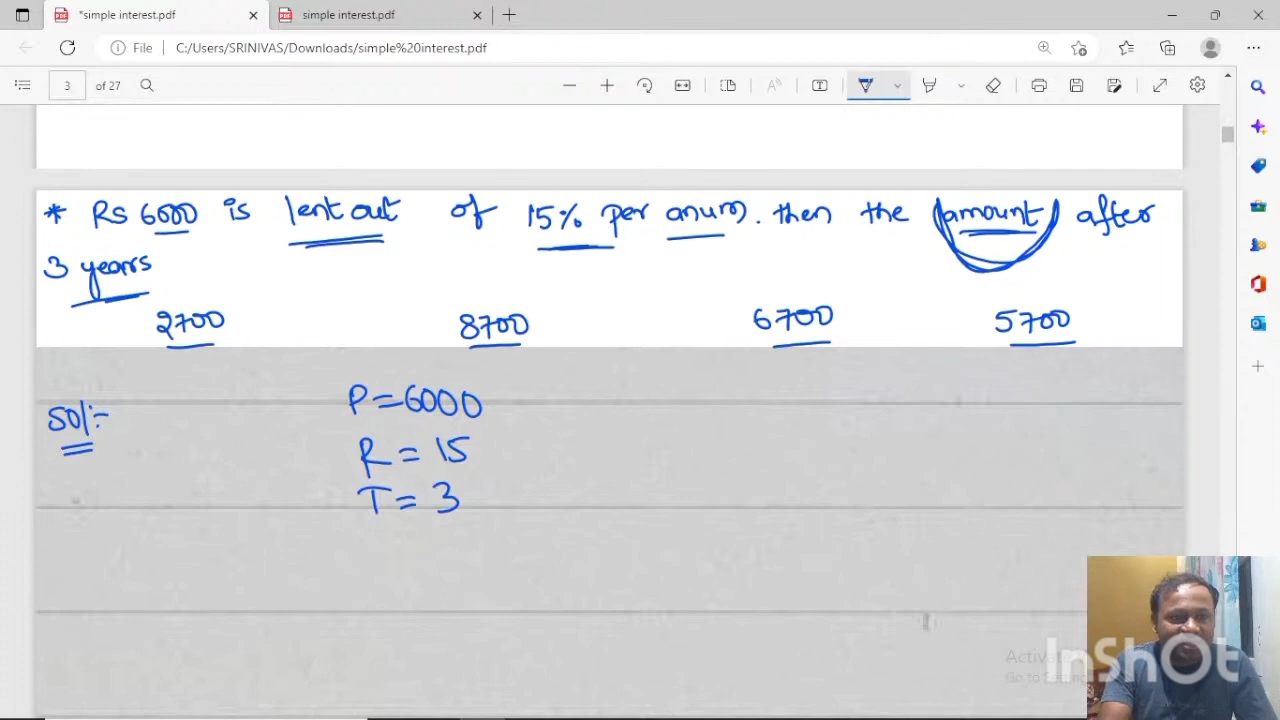 *simple interest.pdf
simple interest.pdf
File
C:/Users/SRINIVAS/Downloads/simple%20interest.pdf
3 of 27
* Rs 6000 is lent out of 15% per anum. then the (amount) after
3 years
2700 8700 6700 5700
Sol:-
P=6000
R = 15
T = 3
InShOt